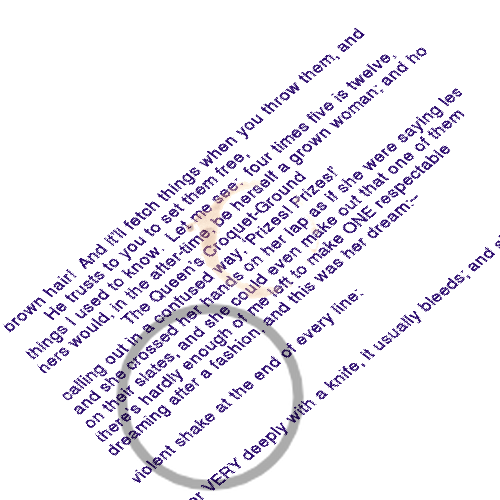 brown hair! And it'll fetch things when you throw them, and
He trusts to you to set them free,
things I used to know. Let me see: four times five is twelve,
hers would, in the after-time, be herself a grown woman; and ho
The Queen's Croquet-Ground
calling out in a confused way, 'Prizes! Prizes!'
and she crossed her hands on her lap as if she were saying les
on their slates, and she could even make out that one of them
there's hardly enough of me left to make ONE respectable
dreaming after a fashion, and this was her dream:--
violent shake at the end of every line:
or VERY deeply with a knife, it usually bleeds; and s